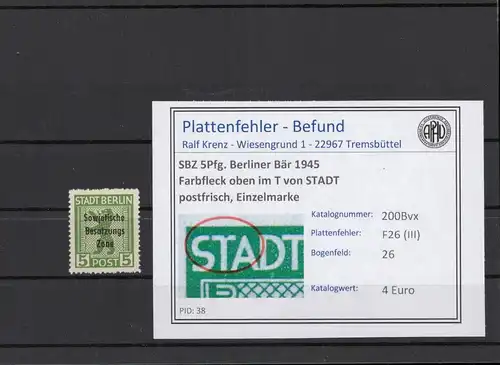 STADT BERLIN
Sowjetische
Besatzungs
Zone
5 POST 5
Plattenfehler - Befund
Ralf Krenz - Wiesengrund 1 - 22967 Tremsbüttel
SBZ 5Pfg. Berliner Bär 1945
Farbfleck oben im T von STADT
postfrisch, Einzelmarke
Katalognummer: 200Bvx
Plattenfehler: F26 (III)
Bogenfeld: 26
Katalogwert: 4 Euro
STADT
PID: 38